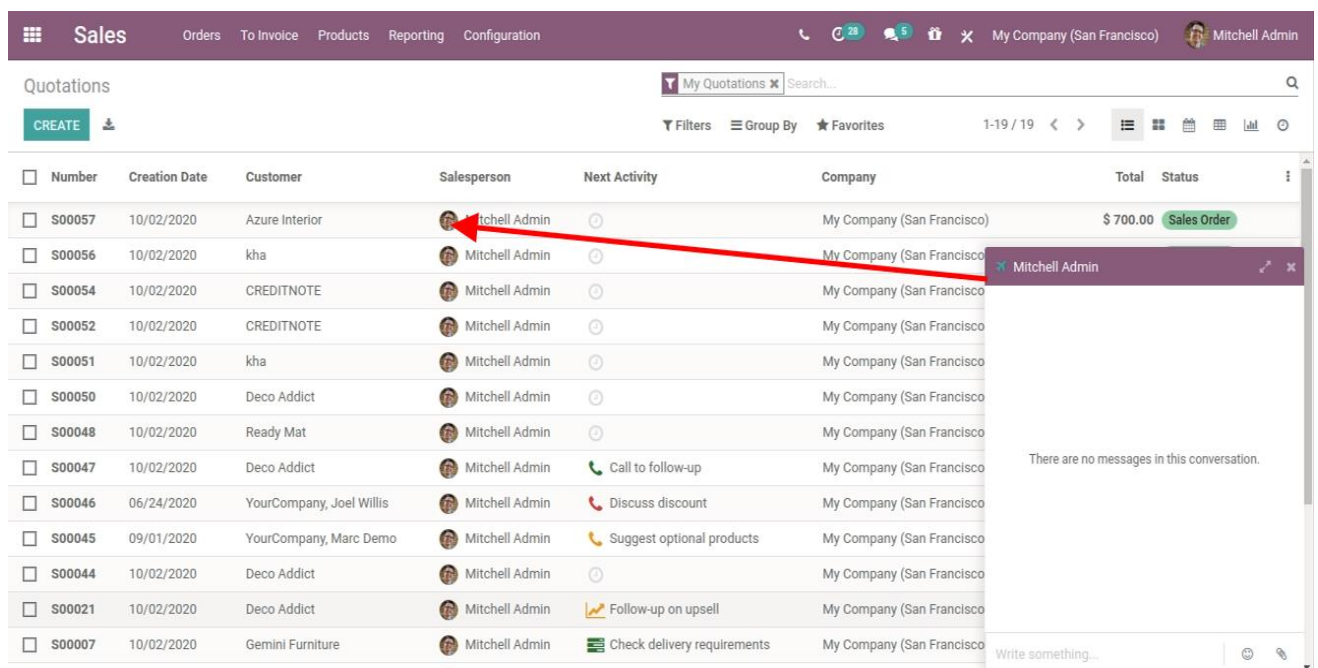 Sales Orders To Invoice Products Reporting Configuration 28 5 My Company (San Francisco) Mitchell Admin
Quotations My Quotations Search...
CREATE Filters Group By Favorites 1-19 / 19
Number Creation Date Customer Salesperson Next Activity Company Total Status
S00057 10/02/2020 Azure Interior Mitchell Admin My Company (San Francisco) $ 700.00 Sales Order
S00056 10/02/2020 kha Mitchell Admin My Company (San Francisco
Mitchell Admin
S00054 10/02/2020 CREDITNOTE Mitchell Admin My Company (San Francisco
S00052 10/02/2020 CREDITNOTE Mitchell Admin My Company (San Francisco
S00051 10/02/2020 kha Mitchell Admin My Company (San Francisco
S00050 10/02/2020 Deco Addict Mitchell Admin My Company (San Francisco
S00048 10/02/2020 Ready Mat Mitchell Admin My Company (San Francisco
S00047 10/02/2020 Deco Addict Mitchell Admin Call to follow-up My Company (San Francisco
There are no messages in this conversation.
S00046 06/24/2020 YourCompany, Joel Willis Mitchell Admin Discuss discount My Company (San Francisco
S00045 09/01/2020 YourCompany, Marc Demo Mitchell Admin Suggest optional products My Company (San Francisco
S00044 10/02/2020 Deco Addict Mitchell Admin My Company (San Francisco
S00021 10/02/2020 Deco Addict Mitchell Admin Follow-up on upsell My Company (San Francisco
S00007 10/02/2020 Gemini Furniture Mitchell Admin Check delivery requirements My Company (San Francisco
Write something...